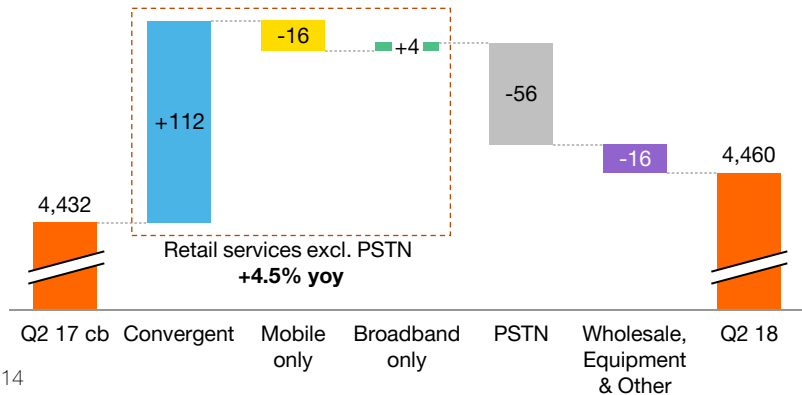 -16
+4
+112
-56
-16
4,460
4,432
Retail services excl. PSTN
+4.5% yoy
Q2 17 cb
Convergent
Mobile
only
Broadband
only
PSTN
Wholesale,
Equipment
& Other
Q2 18
14